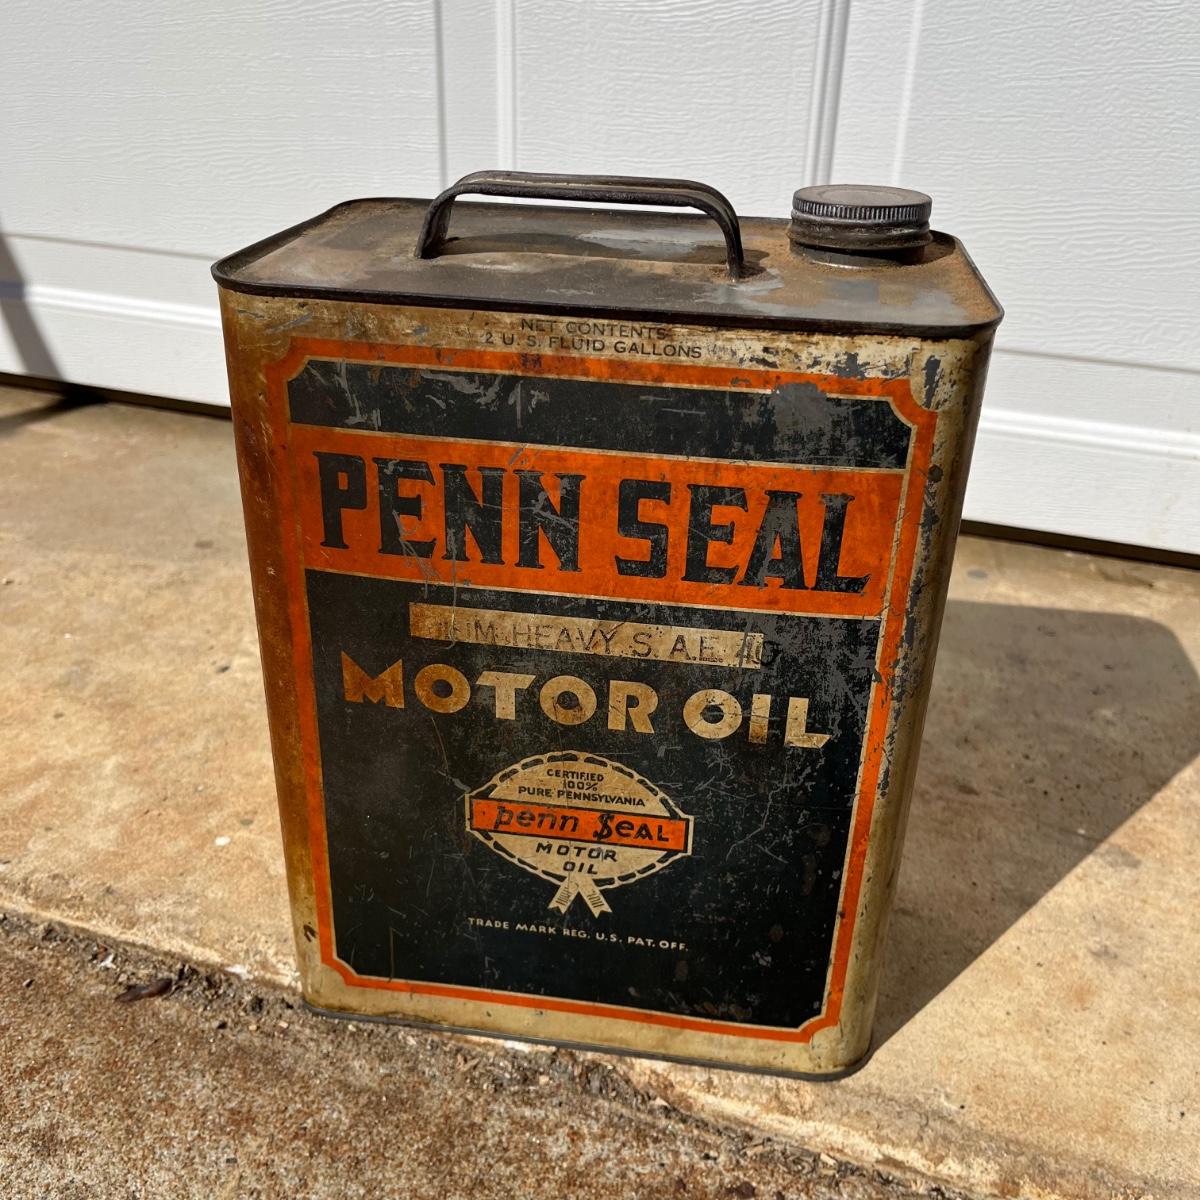 NET CONTENTS
2 U.S. FLUID GALLONS
PENN SEAL
HEAVY S.A.E. 40
MOTOR OIL
CERTIFIED
100%
PURE PENNSYLVANIA
penn SeAL
MOTOR
OIL
TRADE MARK REG. U.S. PAT. OFF.